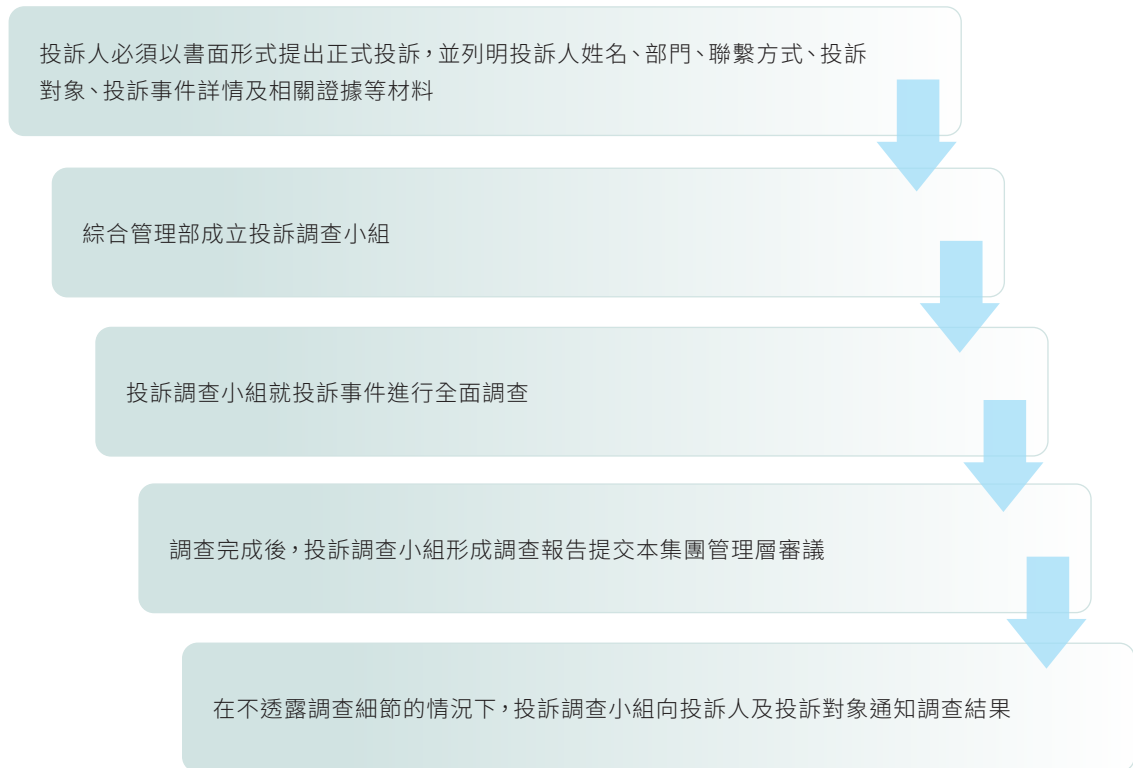 投訴人必須以書面形式提出正式投訴，並列明投訴人姓名、部門、聯繫方式、投訴
對象、投訴事件詳情及相關證據等材料
綜合管理部成立投訴調查小組
投訴調查小組就投訴事件進行全面調查
調查完成後，投訴調查小組形成調查報告提交本集團管理層審議
在不透露調查細節的情況下，投訴調查小組向投訴人及投訴對象通知調查結果